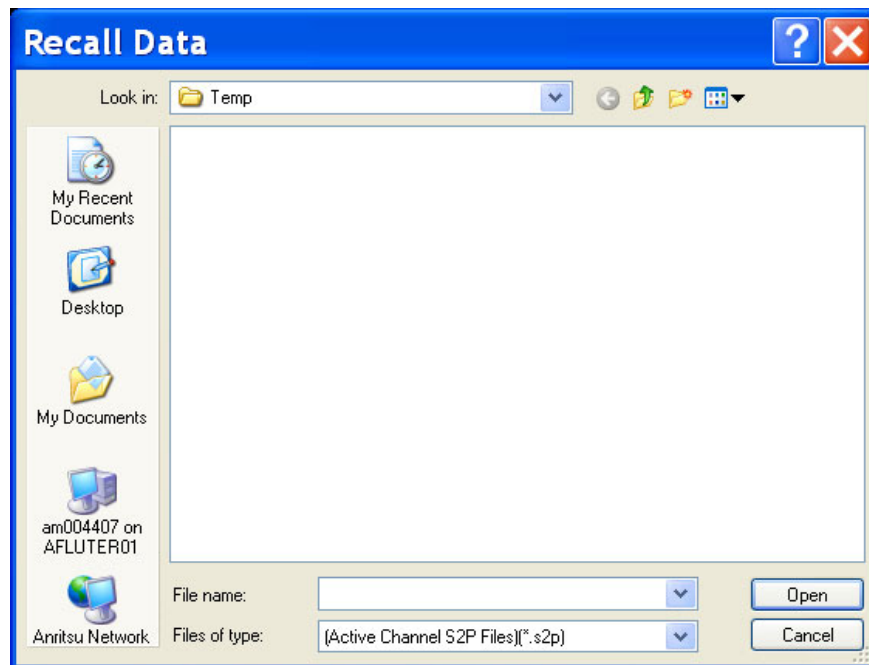 Recall Data
Look in:
Temp
My Recent
Documents
Desktop
My Documents
am004407 on
AFLUTER01
Anritsu Network
File name:
Open
Files of type:
(Active Channel S2P Files)(*.s2p)
Cancel